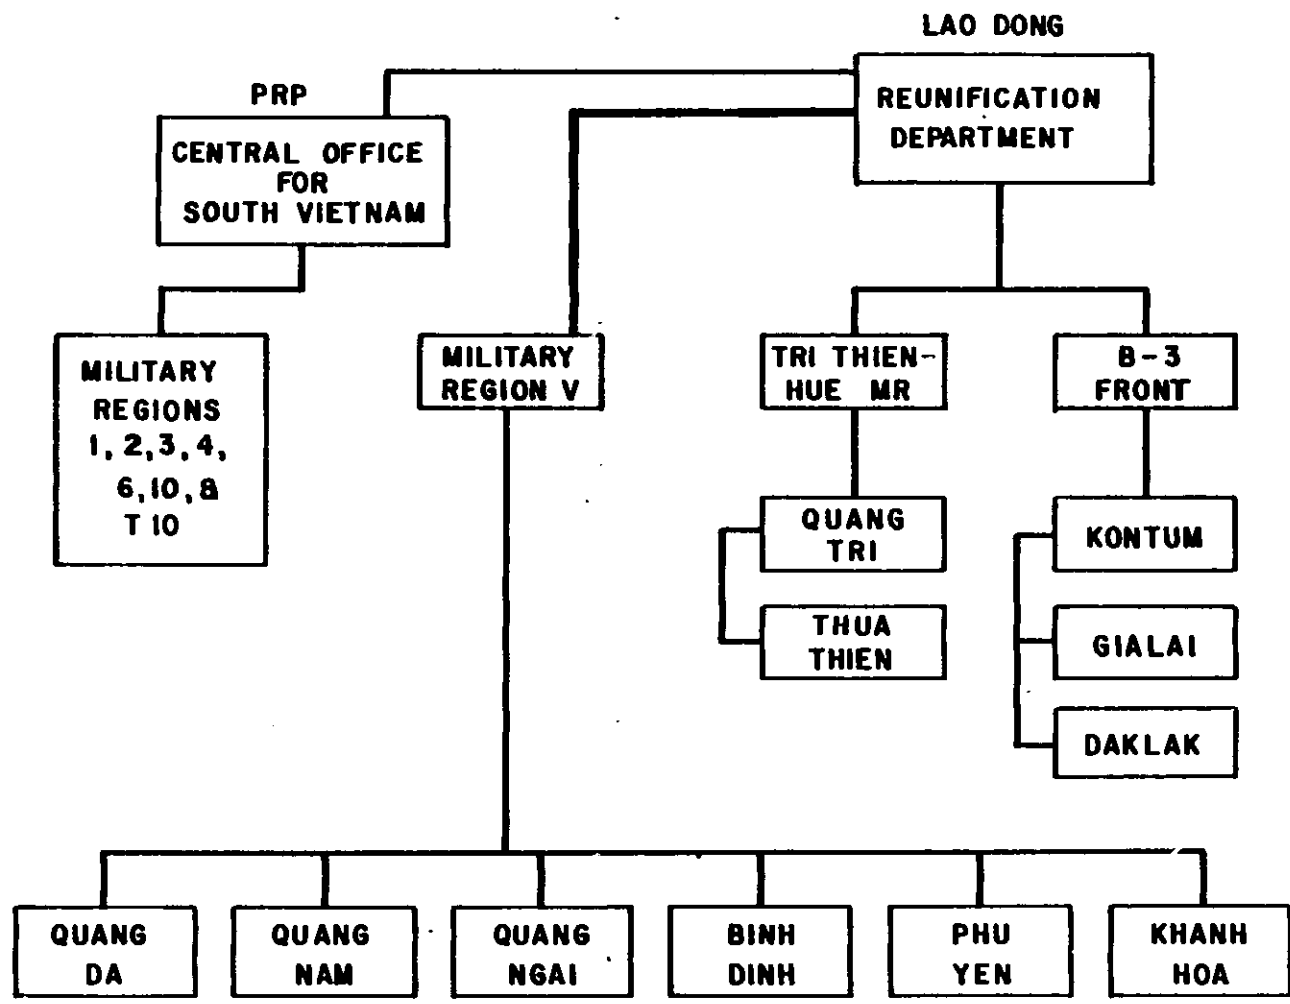 LAO DONG
REUNIFICATION
DEPARTMENT
PRP
CENTRAL OFFICE
FOR
SOUTH VIETNAM
MILITARY
REGIONS
1, 2, 3, 4,
6, 10, &
T 10
MILITARY
REGION V
TRI THIEN-
HUE MR
B-3
FRONT
QUANG
TRI
THUA
THIEN
KONTUM
GIALAI
DAKLAK
QUANG
DA
QUANG
NAM
QUANG
NGAI
BINH
DINH
PHU
YEN
KHANH
HOA